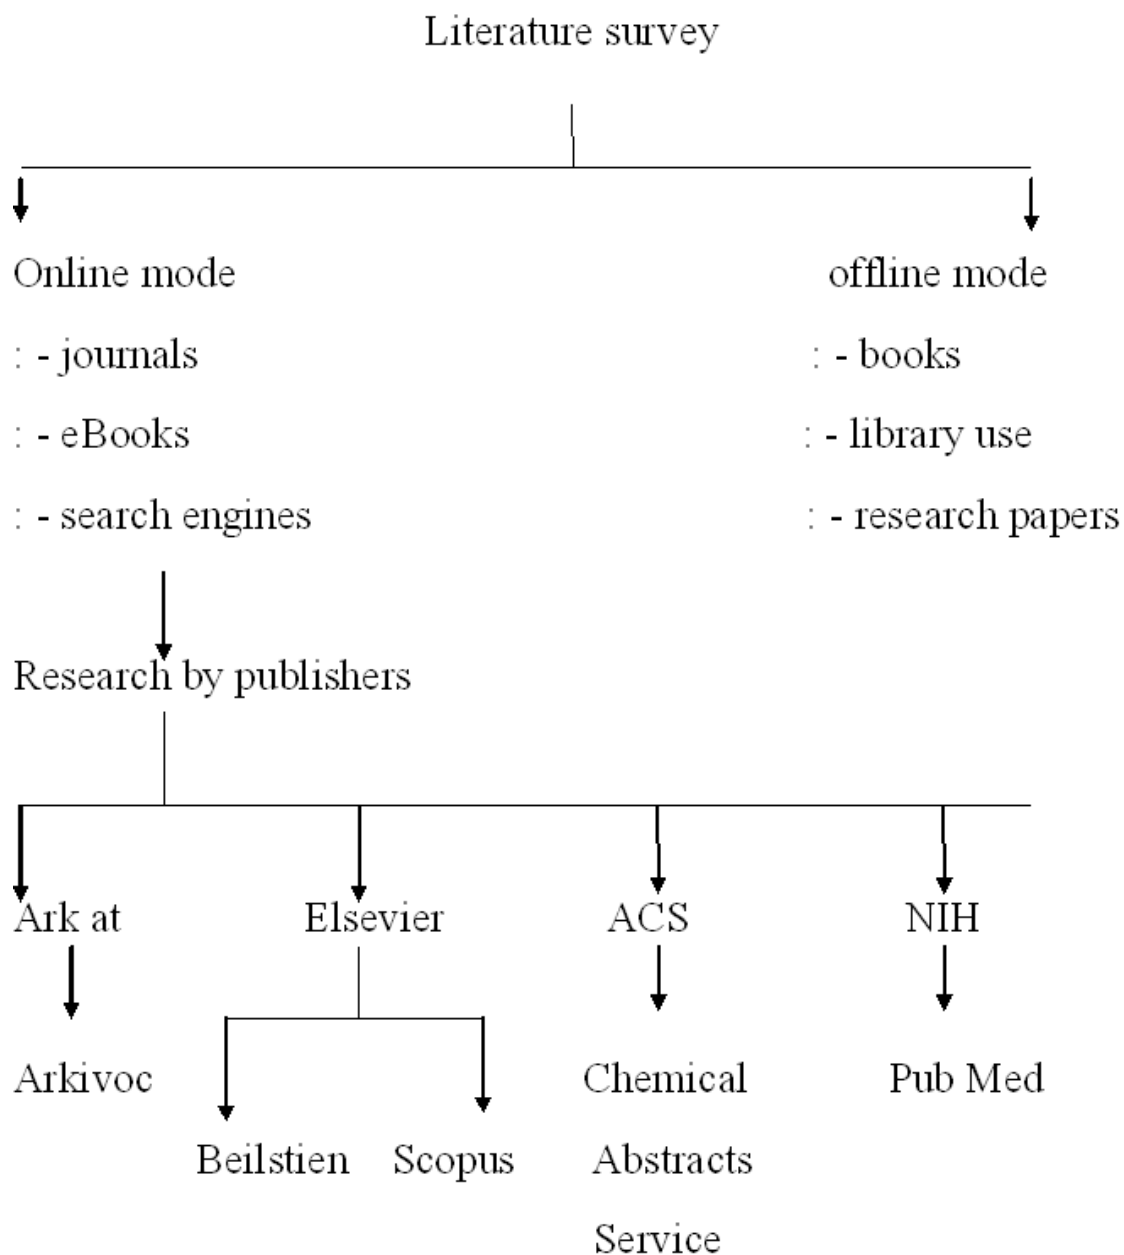 Literature survey
Online mode
offline mode
: - journals
: - books
: - eBooks
: - library use
: - search engines
: - research papers
Research by publishers
Ark at
Elsevier
ACS
NIH
Arkivoc
Chemical
Pub Med
Beilstien
Scopus
Abstracts
Service